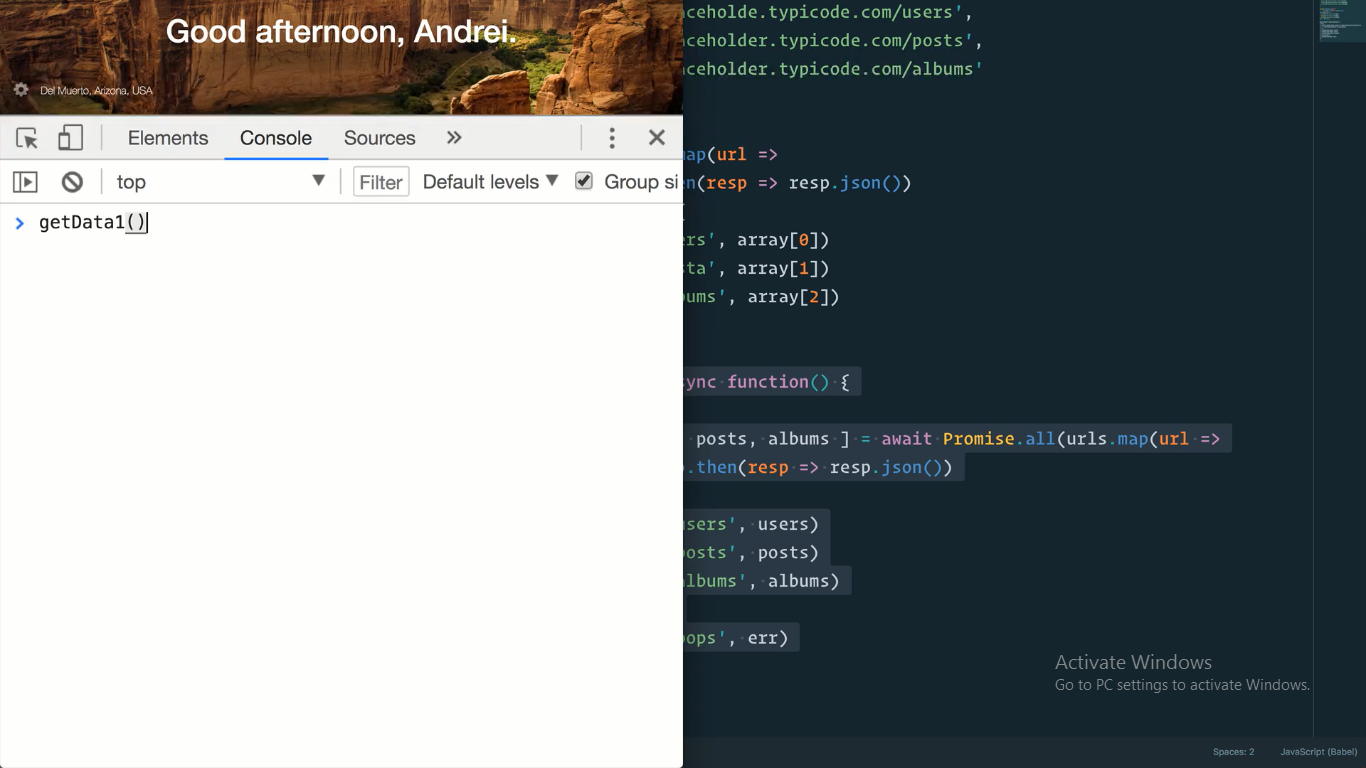 Good afternoon, Andrei.
Del Muerto, Arizona, USA
Elements Console Sources
top Filter Default levels Group si
getData1()
aceholde.typicode.com/users',
ceholder.typicode.com/posts',
ceholder.typicode.com/albums'
ap(url =>
n(resp => resp.json())
rs', array[0])
ta', array[1])
ums', array[2])
ync function() {
posts, albums ] = await Promise.all(urls.map(url =>
.then(resp => resp.json())
sers', users)
osts', posts)
lbums', albums)
ops', err)
Activate Windows
Go to PC settings to activate Windows.
Spaces: 2 JavaScript (Babel)